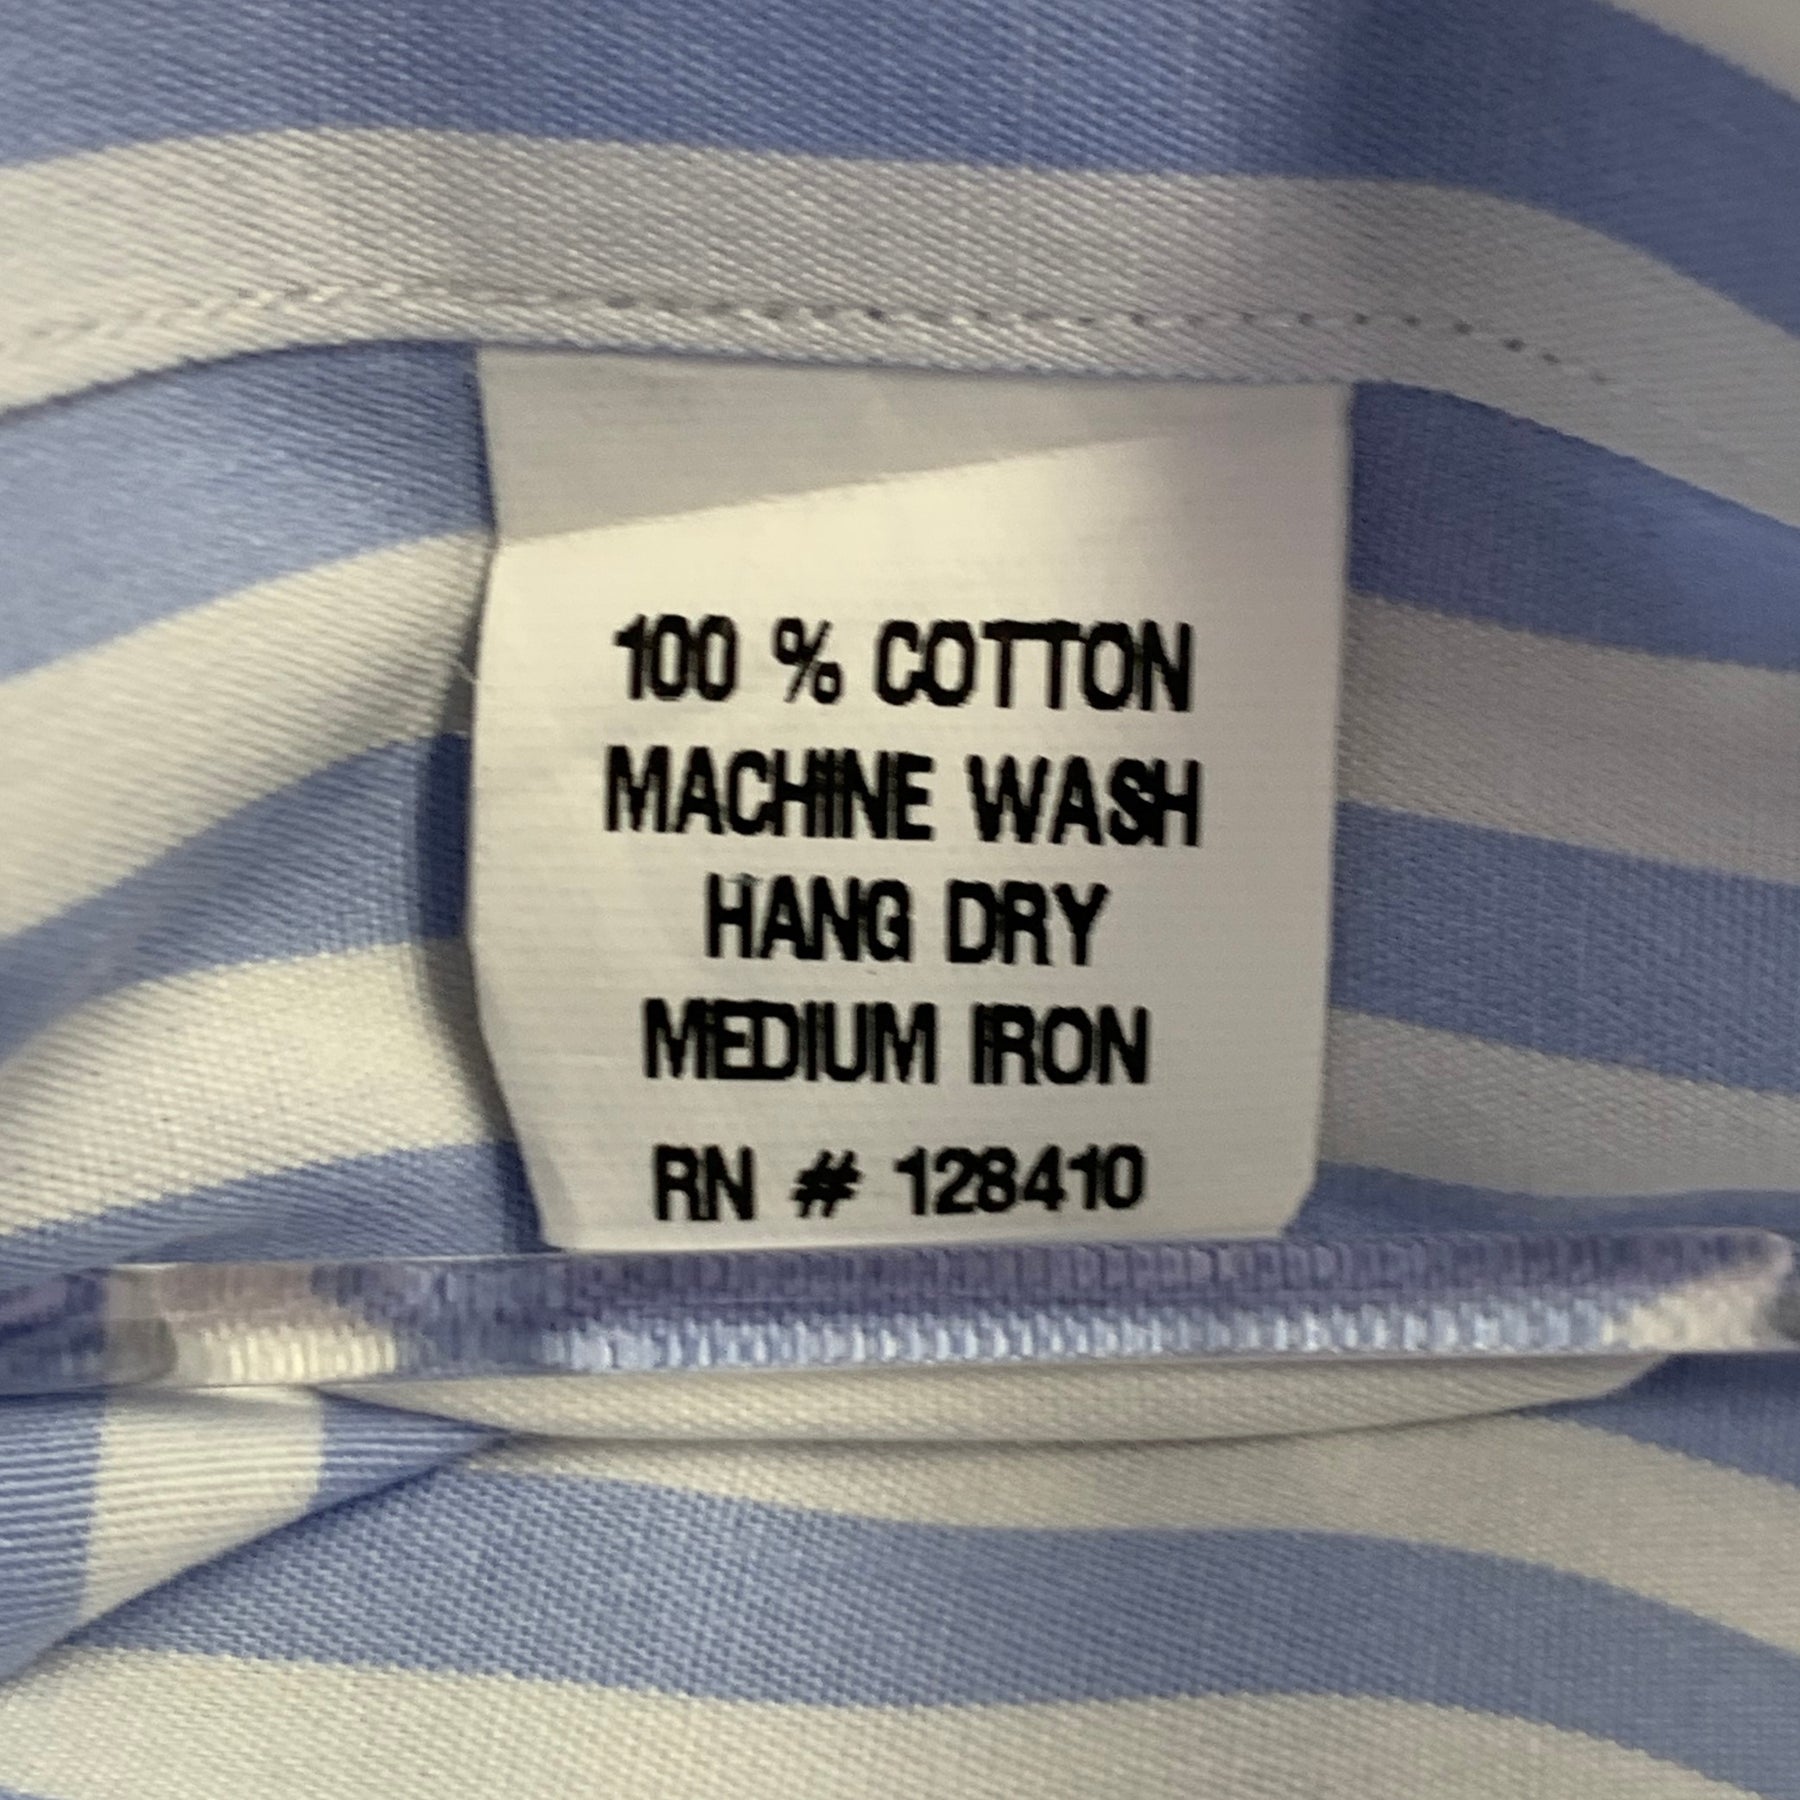 100 % COTTON
MACHINE WASH
HANG DRY
MEDIUM IRON
RN # 128410